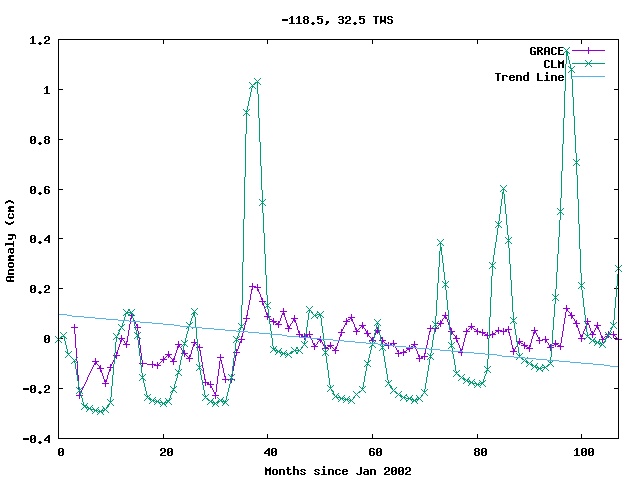 -118.5, 32.5 TWS
1.2
1
0.8
0.6
0.4
0.2
0
-0.2
-0.4
Anomaly (cm)
GRACE
CLM
Trend Line
0 20 40 60 80 100
Months since Jan 2002